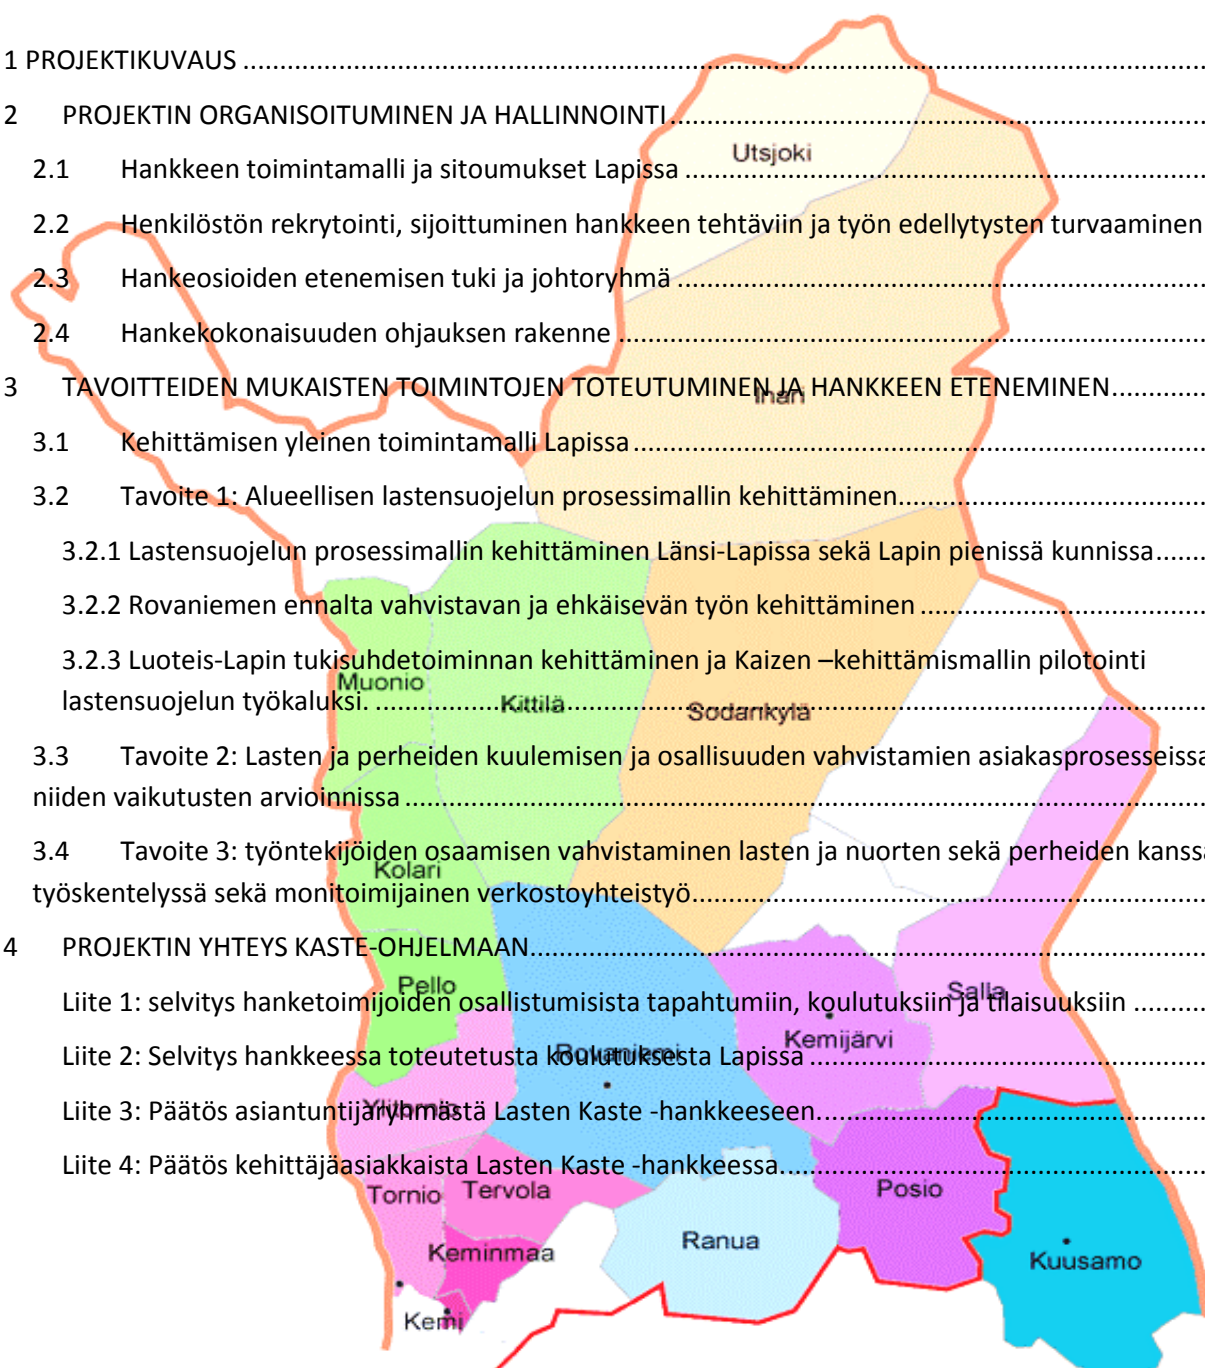 1 PROJEKTIKUVAUS
2 PROJEKTIN ORGANISOITUMINEN JA HALLINNOINTI
Utsjoki
2.1 Hankkeen toimintamalli ja sitoumukset Lapissa
2.2 Henkilöstön rekrytointi, sijoittuminen hankkeen tehtäviin ja työn edellytysten turvaaminen
2.3 Hankeosioiden etenemisen tuki ja johtoryhmä
2.4 Hankekokonaisuuden ohjauksen rakenne
3 TAVOITTEIDEN MUKAISTEN TOIMINTOJEN TOTEUTUMINEN JA HANKKEEN ETENEMINEN
Inari
3.1 Kehittämisen yleinen toimintamalli Lapissa
3.2 Tavoite 1: Alueellisen lastensuojelun prosessimallin kehittäminen
3.2.1 Lastensuojelun prosessimallin kehittäminen Länsi-Lapissa sekä Lapin pienissä kunnissa
3.2.2 Rovaniemen ennalta vahvistavan ja ehkäisevän työn kehittäminen
3.2.3 Luoteis-Lapin tukisuhdetoiminnan kehittäminen ja Kaizen –kehittämismallin pilotointi
Muonio
lastensuojelun työkaluksi.
Kittilä
Sodankylä
3.3 Tavoite 2: Lasten ja perheiden kuulemisen ja osallisuuden vahvistamien asiakasprosesseissa
niiden vaikutusten arvioinnissa
3.4 Tavoite 3: työntekijöiden osaamisen vahvistaminen lasten ja nuorten sekä perheiden kanssa
Kolari
työskentelyssä sekä monitoimijainen verkostoyhteistyö
4 PROJEKTIN YHTEYS KASTE-OHJELMAAN
Pello
Salla
Liite 1: selvitys hanketoimijoiden osallistumisista tapahtumiin, koulutuksiin ja tilaisuuksiin
Kemijärvi
Rovaniemi
Liite 2: Selvitys hankkeessa toteutetusta koulutuksesta Lapissa
Ylitornio
Liite 3: Päätös asiantuntijaryhmästä Lasten Kaste -hankkeeseen
Liite 4: Päätös kehittäjäasiakkaista Lasten Kaste -hankkeessa
Tornio
Tervola
Posio
Ranua
Keminmaa
Kuusamo
Kemi